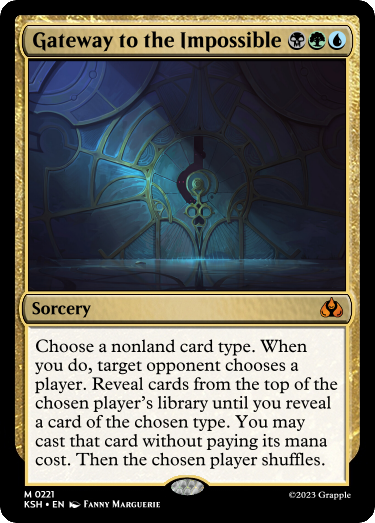 Gateway to the Impossible
Sorcery
Choose a nonland card type. When
you do, target opponent chooses a
player. Reveal cards from the top of the
chosen player's library until you reveal
a card of the chosen type. You may
cast that card without paying its mana
cost. Then the chosen player shuffles.
M 0221
KSH • EN Fanny Marguerie
©2023 Grapple